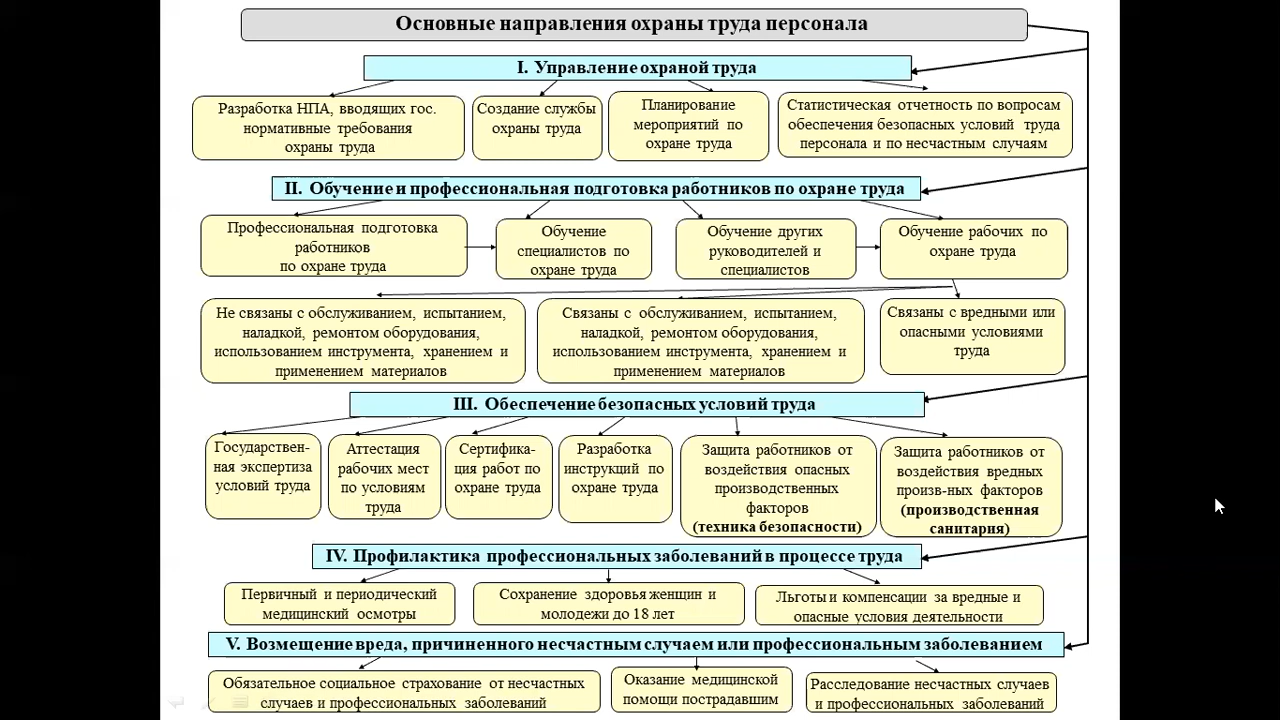 Основные направления охраны труда персонала
I. Управление охраной труда
Разработка НПА, вводящих гос.
нормативные требования
охраны труда
Создание службы
охраны труда
Планирование
мероприятий по
охране труда
Статистическая отчетность по вопросам
обеспечения безопасных условий труда
персонала и по несчастным случаям
II. Обучение и профессиональная подготовка работников по охране труда
Профессиональная подготовка
работников
по охране труда
Обучение
специалистов по
охране труда
Обучение других
руководителей и
специалистов
Обучение рабочих по
охране труда
Не связаны с обслуживанием, испытанием,
наладкой, ремонтом оборудования,
использованием инструмента, хранением и
применением материалов
Связаны с обслуживанием, испытанием,
наладкой, ремонтом оборудования,
использованием инструмента, хранением и
применением материалов
Связаны с вредными или
опасными условиями
труда
III. Обеспечение безопасных условий труда
Государствен-
ная экспертиза
условий труда
Аттестация
рабочих мест
по условиям
труда
Сертифика-
ция работ по
охране труда
Разработка
инструкций по
охране труда
Защита работников от
воздействия опасных
производственных
факторов
(техника безопасности)
Защита работников от
воздействия вредных
произв-ных факторов
(производственная
санитария)
IV. Профилактика профессиональных заболеваний в процессе труда
Первичный и периодический
медицинский осмотры
Сохранение здоровья женщин и
молодежи до 18 лет
Льготы и компенсации за вредные и
опасные условия деятельности
V. Возмещение вреда, причиненного несчастным случаем или профессиональным заболеванием
Обязательное социальное страхование от несчастных
случаев и профессиональных заболеваний
Оказание медицинской
помощи пострадавшим
Расследование несчастных случаев
и профессиональных заболеваний